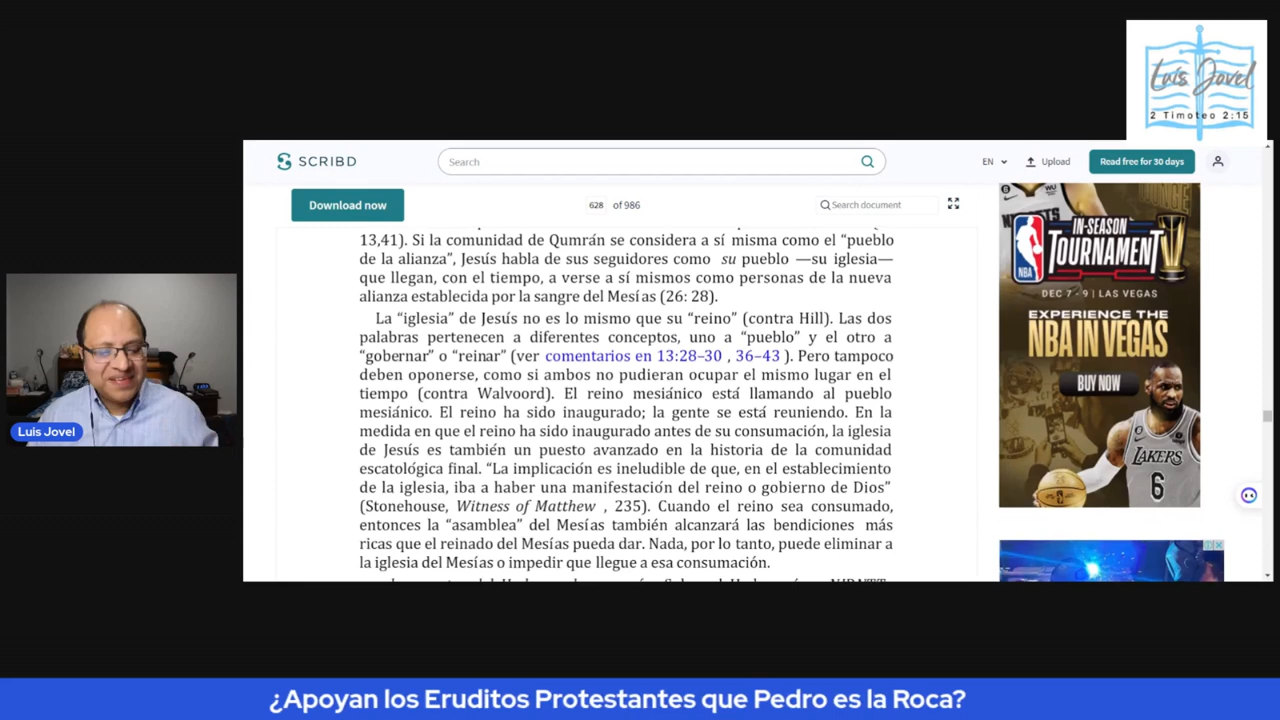 Luis Jovel
2 Timoteo 2:15
SCRIBD
Search
EN
Upload
Read free for 30 days
Download now
628 of 986
Search document
13,41). Si la comunidad de Qumrán se considera a sí misma como el “pueblo
de la alianza”, Jesús habla de sus seguidores como su pueblo —su iglesia—
que llegan, con el tiempo, a verse a sí mismos como personas de la nueva
alianza establecida por la sangre del Mesías (26: 28).
La “iglesia” de Jesús no es lo mismo que su “reino” (contra Hill). Las dos
palabras pertenecen a diferentes conceptos, uno a “pueblo” y el otro a
“gobernar” o “reinar” (ver comentarios en 13:28–30 , 36–43 ). Pero tampoco
deben oponerse, como si ambos no pudieran ocupar el mismo lugar en el
tiempo (contra Walvoord). El reino mesiánico está llamando al pueblo
mesiánico. El reino ha sido inaugurado; la gente se está reuniendo. En la
medida en que el reino ha sido inaugurado antes de su consumación, la iglesia
de Jesús es también un puesto avanzado en la historia de la comunidad
escatológica final. “La implicación es ineludible de que, en el establecimiento
de la iglesia, iba a haber una manifestación del reino o gobierno de Dios”
(Stonehouse, Witness of Matthew , 235). Cuando el reino sea consumado,
entonces la “asamblea” del Mesías también alcanzará las bendiciones más
ricas que el reinado del Mesías pueda dar. Nada, por lo tanto, puede eliminar a
la iglesia del Mesías o impedir que llegue a esa consumación.
IN-SEASON
TOURNAMENT
NBA
DEC 7 - 9 | LAS VEGAS
EXPERIENCE THE
NBA IN VEGAS
BUY NOW
LAKERS
6
Luis Jovel
¿Apoyan los Eruditos Protestantes que Pedro es la Roca?